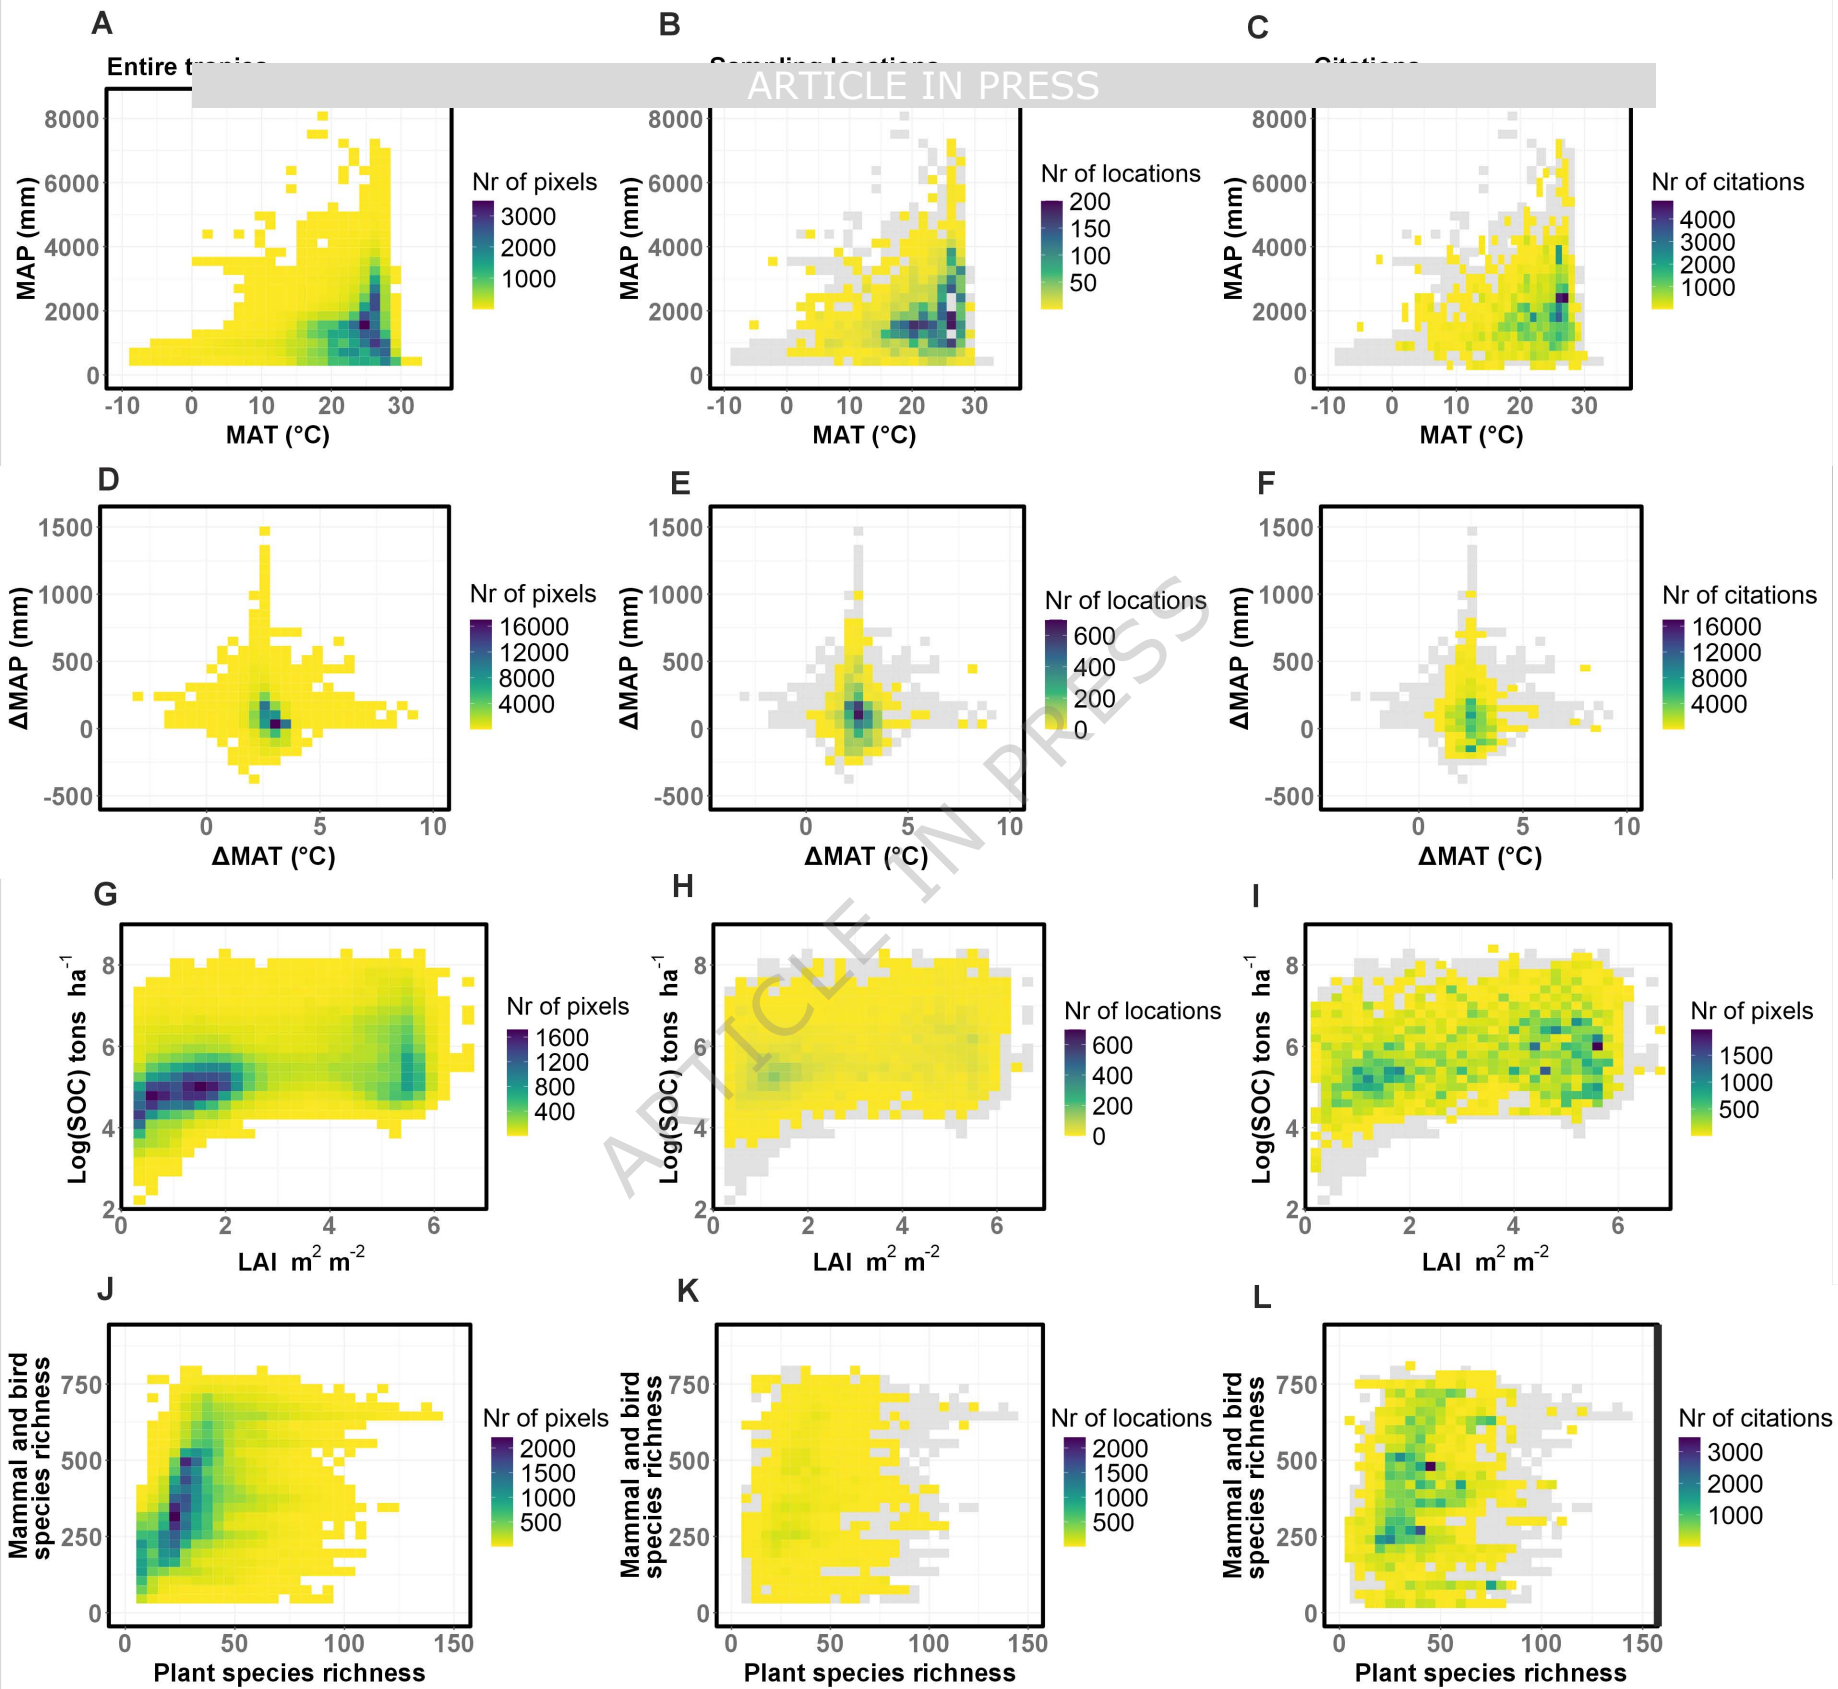 A
B
C
Entire tropics
Sampling locations
Citations
ARTICLE IN PRESS
8000
6000
4000
2000
0
-10 0 10 20 30
MAP (mm)
MAT (°C)
Nr of pixels
3000
2000
1000
8000
6000
4000
2000
0
-10 0 10 20 30
MAP (mm)
MAT (°C)
Nr of locations
200
150
100
50
8000
6000
4000
2000
0
-10 0 10 20 30
MAP (mm)
MAT (°C)
Nr of citations
4000
3000
2000
1000
D
1500
1000
500
0
-500
0 5 10
ΔMAP (mm)
ΔMAT (°C)
Nr of pixels
16000
12000
8000
4000
E
1500
1000
500
0
-500
0 5 10
ΔMAP (mm)
ΔMAT (°C)
Nr of locations
600
400
200
0
F
1500
1000
500
0
-500
0 5 10
ΔMAP (mm)
ΔMAT (°C)
Nr of citations
16000
12000
8000
4000
ARTICLE IN PRESS
G
8
6
4
2
0 2 4 6
Log(SOC) tons ha⁻¹
LAI m² m⁻²
Nr of pixels
1600
1200
800
400
H
8
6
4
2
0 2 4 6
Log(SOC) tons ha⁻¹
LAI m² m⁻²
Nr of locations
600
400
200
0
I
8
6
4
2
0 2 4 6
Log(SOC) tons ha⁻¹
LAI m² m⁻²
Nr of pixels
1500
1000
500
J
750
500
250
0
0 50 100 150
Mammal and bird
species richness
Plant species richness
Nr of pixels
2000
1500
1000
500
K
750
500
250
0
0 50 100 150
Mammal and bird
species richness
Plant species richness
Nr of locations
2000
1500
1000
500
L
750
500
250
0
0 50 100 150
Mammal and bird
species richness
Plant species richness
Nr of citations
3000
2000
1000